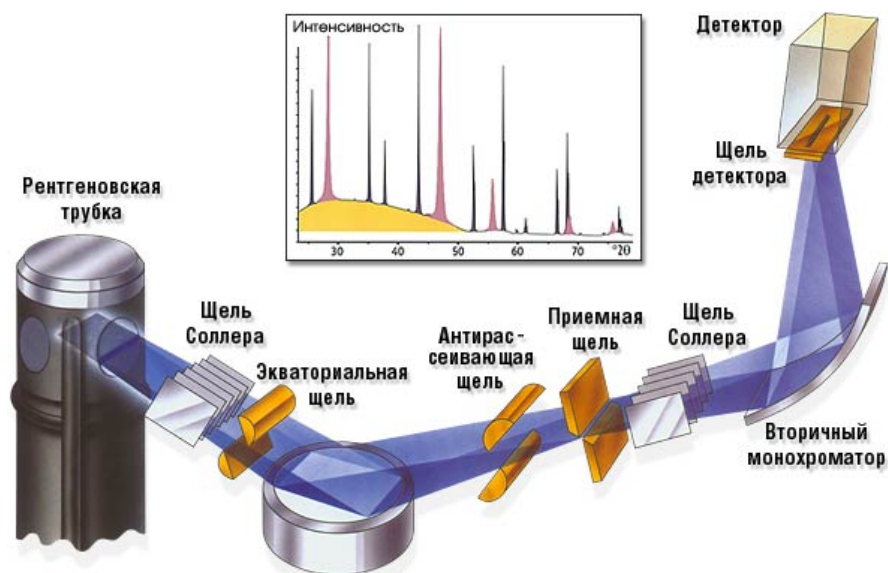 Интенсивность
30 40 50 60 70 °2θ
Детектор
Щель
детектора
Рентгеновская
трубка
Щель
Соллера
Экваториальная
щель
Антирас-
сеивающая
щель
Приемная
щель
Щель
Соллера
Вторичный
монохроматор